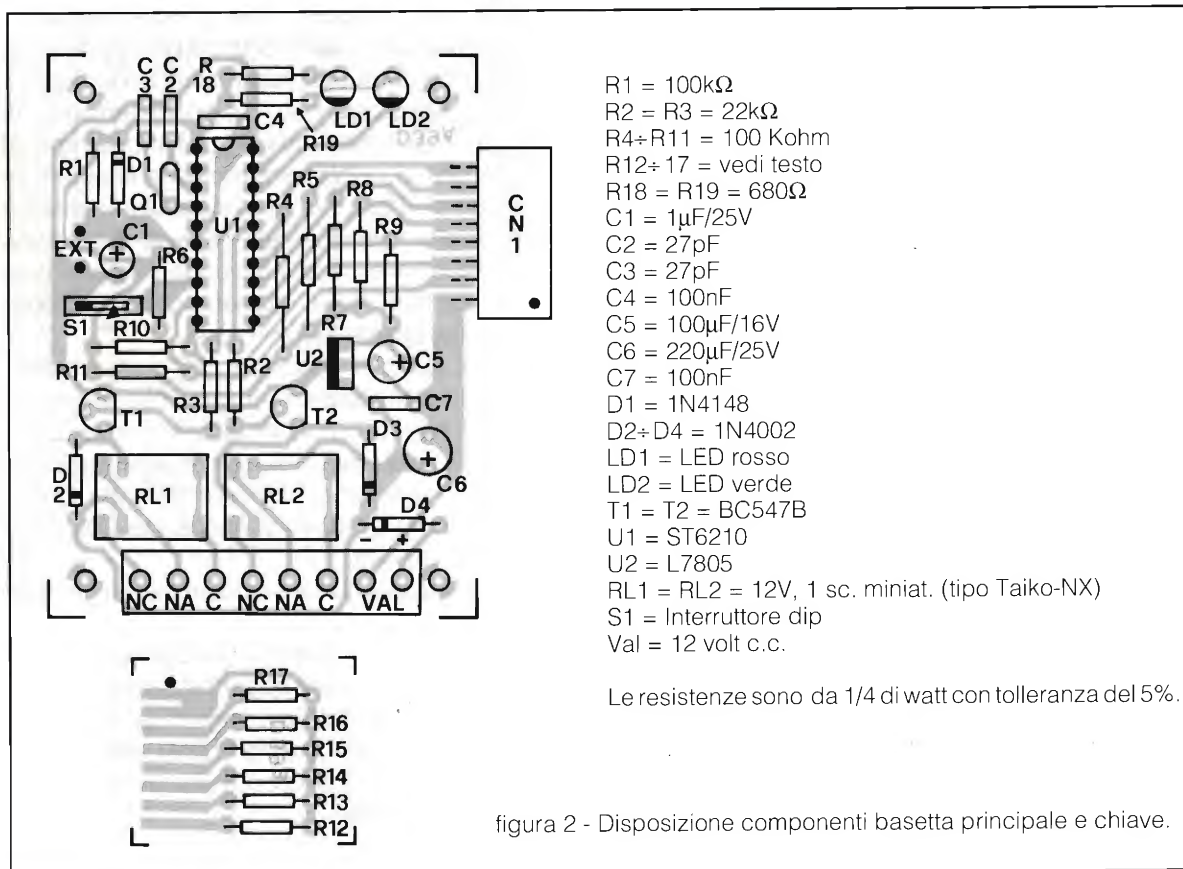 C C R
3 2 18
C4
LD1 LD2
R19
R1
D1
Q1
U1
R5
R4
R8
R9
CN1
EXT
C1
R6
S1
R10
R7
R11
U2
C5
R3
R2
T1
T2
C7
D3
D2
RL1
RL2
C6
D4
- +
NC NA C NC NA C VAL
R17
R16
R15
R14
R13
R12
R1 = 100kΩ
R2 = R3 = 22kΩ
R4÷R11 = 100 Kohm
R12÷17 = vedi testo
R18 = R19 = 680Ω
C1 = 1µF/25V
C2 = 27pF
C3 = 27pF
C4 = 100nF
C5 = 100µF/16V
C6 = 220µF/25V
C7 = 100nF
D1 = 1N4148
D2÷D4 = 1N4002
LD1 = LED rosso
LD2 = LED verde
T1 = T2 = BC547B
U1 = ST6210
U2 = L7805
RL1 = RL2 = 12V, 1 sc. miniat. (tipo Taiko-NX)
S1 = Interruttore dip
Val = 12 volt c.c.
Le resistenze sono da 1/4 di watt con tolleranza del 5%.
figura 2 - Disposizione componenti basetta principale e chiave.